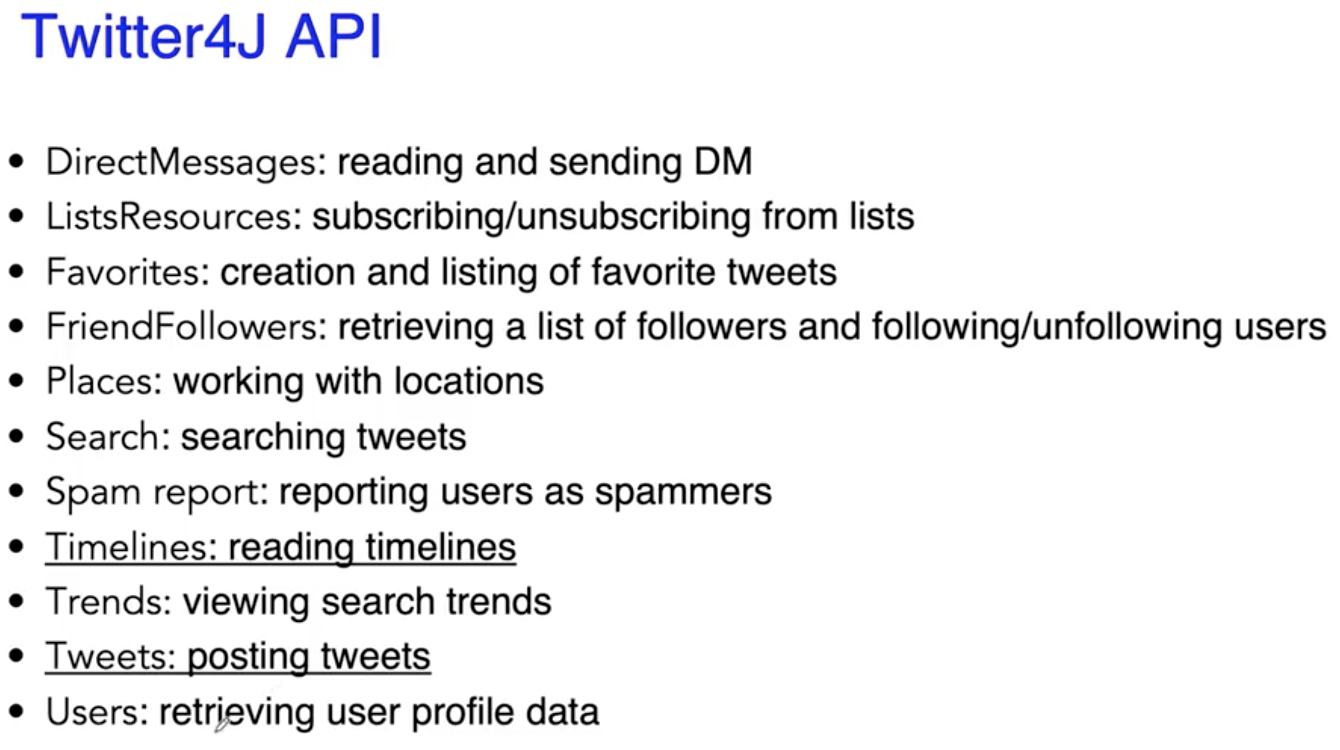 Twitter4J API
• DirectMessages: reading and sending DM
• ListsResources: subscribing/unsubscribing from lists
• Favorites: creation and listing of favorite tweets
• FriendFollowers: retrieving a list of followers and following/unfollowing users
• Places: working with locations
• Search: searching tweets
• Spam report: reporting users as spammers
• Timelines: reading timelines
• Trends: viewing search trends
• Tweets: posting tweets
• Users: retrieving user profile data